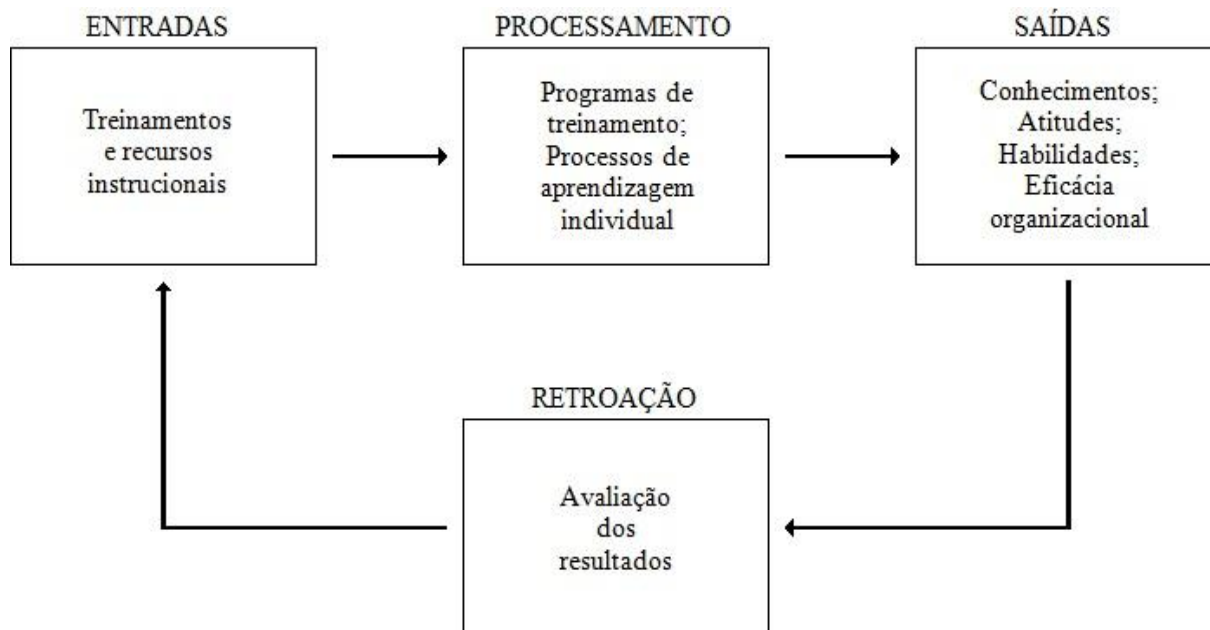 ENTRADAS
Treinamentos
e recursos
instrucionais
PROCESSAMENTO
Programas de
treinamento;
Processos de
aprendizagem
individual
SAÍDAS
Conhecimentos;
Atitudes;
Habilidades;
Eficácia
organizacional
RETROAÇÃO
Avaliação
dos
resultados